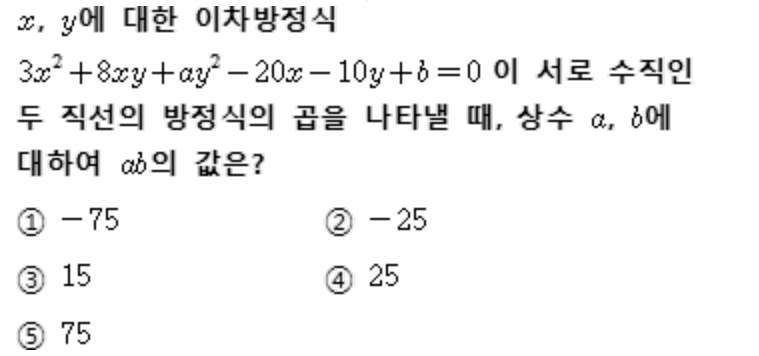 x, y에 대한 이차방정식
3x²+8xy+ay²−20x−10y+b=0 이 서로 수직인
두 직선의 방정식의 곱을 나타낼 때, 상수 a, b에
대하여 ab의 값은?
① −75 ② −25
③ 15 ④ 25
⑤ 75